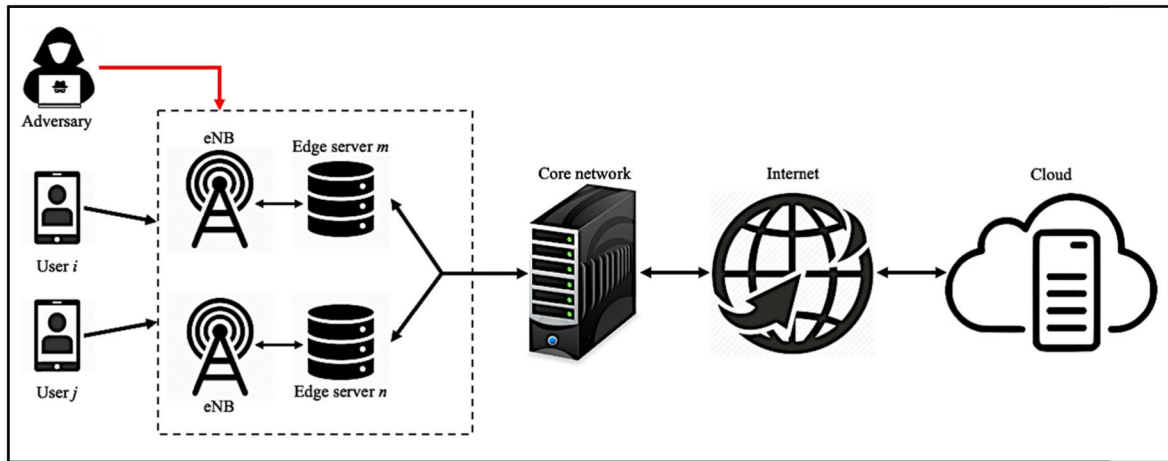 Adversary
eNB
Edge server m
User i
Core network
Internet
Cloud
User j
eNB
Edge server n